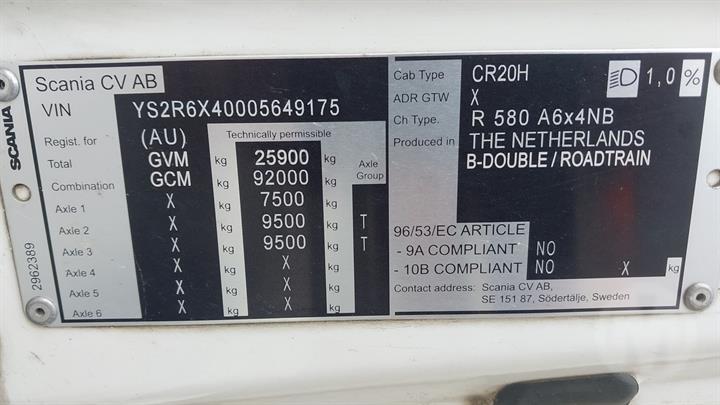 SCANIA
2962389
Scania CV AB
VIN YS2R6X40005649175
Regist. for (AU) Technically permissible
Total GVM kg 25900 kg Axle Group
Combination GCM kg 92000 kg
Axle 1 X kg 7500 kg
Axle 2 X kg 9500 kg T
Axle 3 X kg 9500 kg T
Axle 4 X kg X kg
Axle 5 X kg X kg
Axle 6 X kg X kg
Cab Type CR20H 1,0 %
ADR GTW X
Ch Type. R 580 A6x4NB
Produced in THE NETHERLANDS
B-DOUBLE / ROADTRAIN
96/53/EC ARTICLE
- 9A COMPLIANT NO
- 10B COMPLIANT NO X kg
Contact address: Scania CV AB,
SE 151 87, Södertälje, Sweden